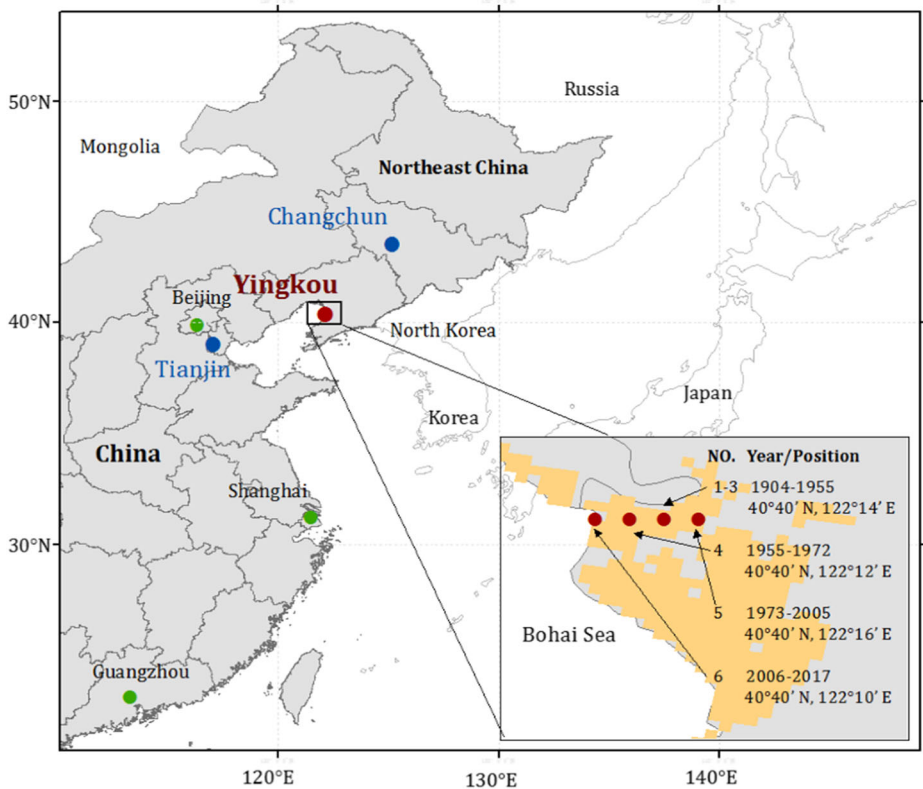 50°N
Russia
Mongolia
Northeast China
Changchun
Yingkou
Beijing
40°N
North Korea
Tianjin
Japan
Korea
China
NO. Year/Position
Shanghai
1-3 1904-1955
40°40' N, 122°14' E
30°N
4 1955-1972
40°40' N, 122°12' E
5 1973-2005
40°40' N, 122°16' E
Bohai Sea
Guangzhou
6 2006-2017
40°40' N, 122°10' E
120°E
130°E
140°E